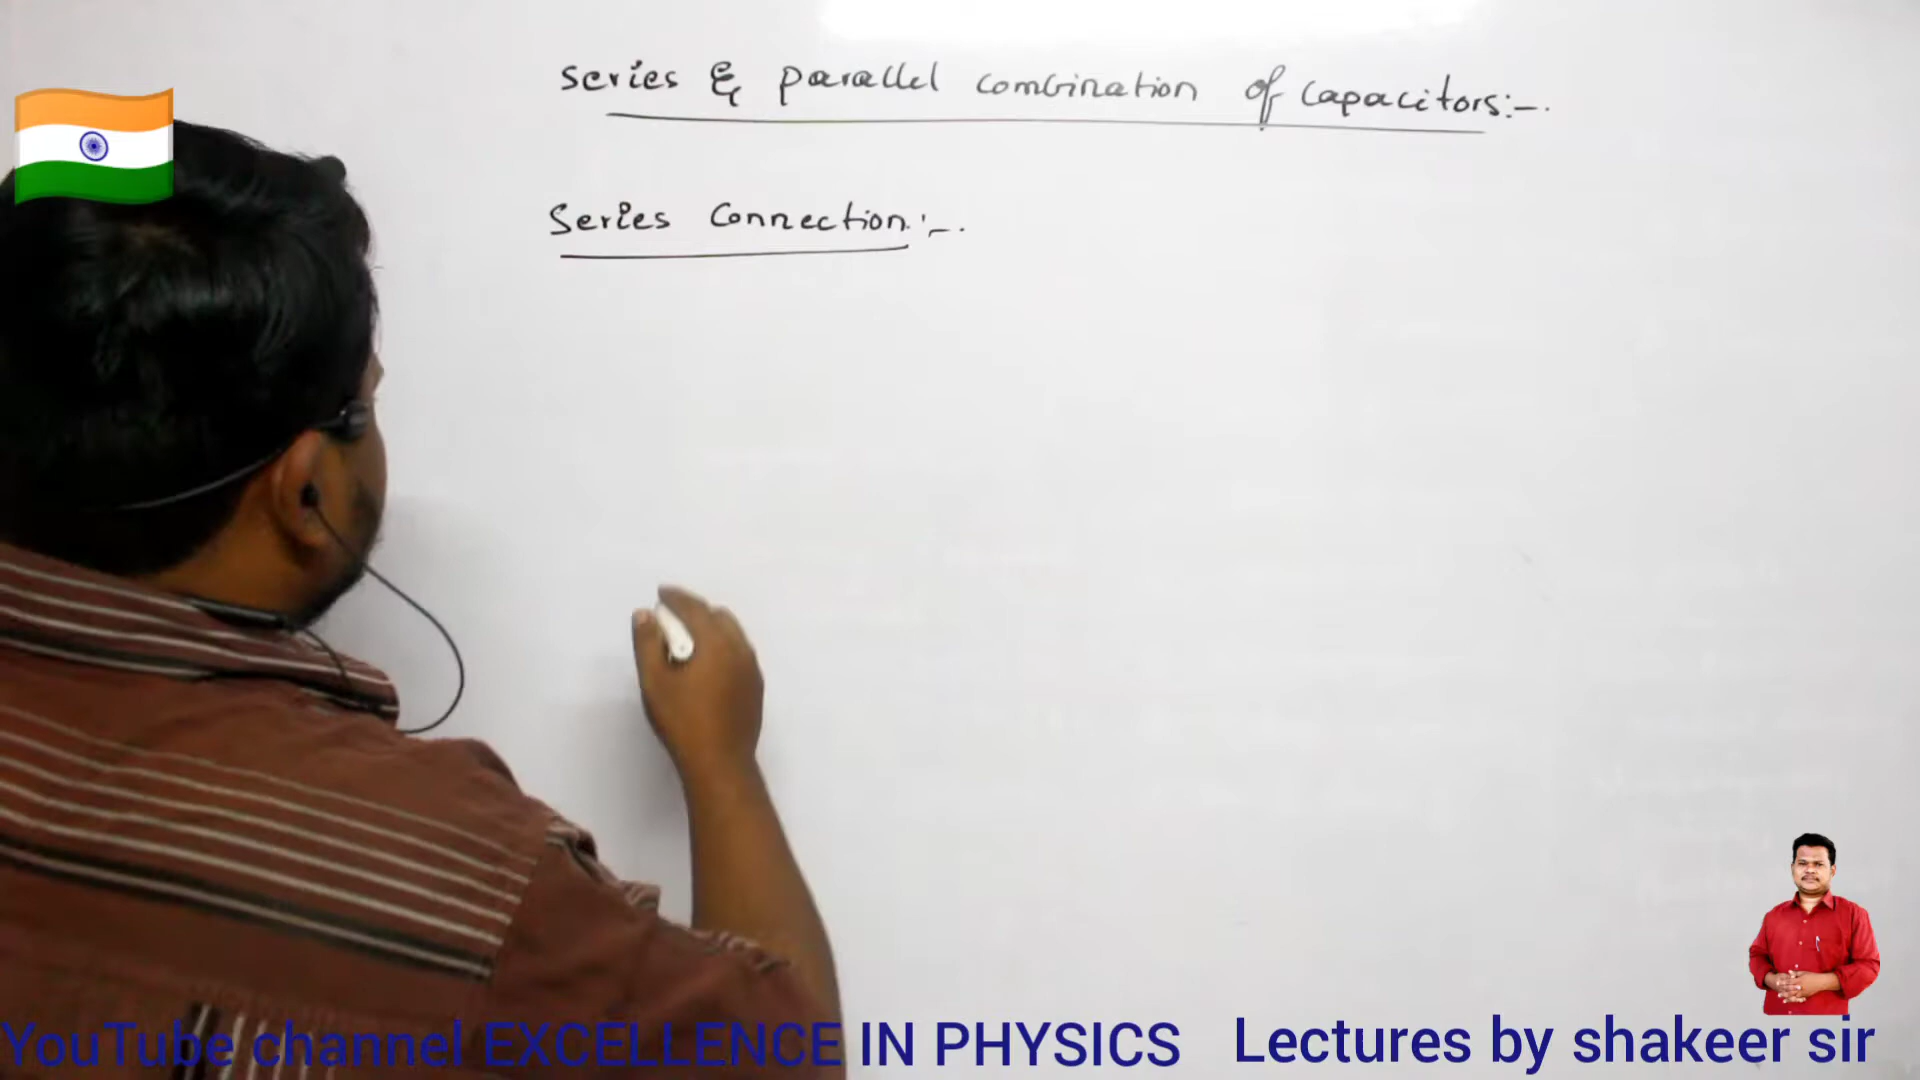 series & parallel combination of capacitors:-.
Series Connection:-.
YouTube channel EXCELLENCE IN PHYSICS Lectures by shakeer sir